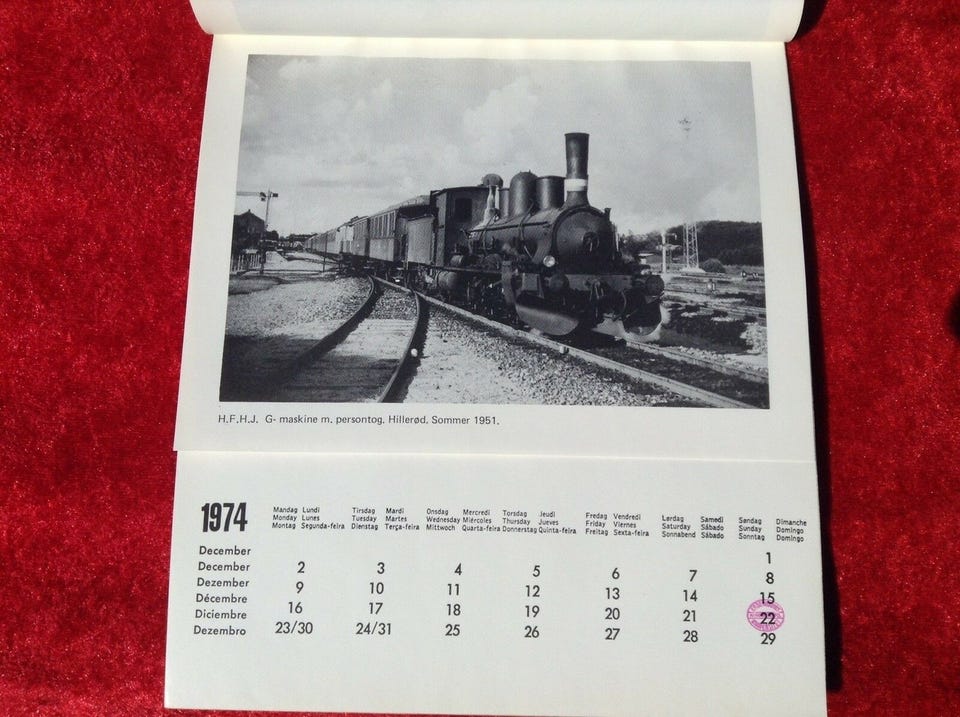 H.F.H.J. G- maskine m. persontog. Hillerød. Sommer 1951.
1974
Mandag Lundi Tirsdag Mardi Onsdag Mercredi Torsdag Jeudi Fredag Vendredi Lørdag Samedi Søndag Dimanche
Monday Lunes Tuesday Martes Wednesday Miércoles Thursday Jueves Friday Viernes Saturday Sábado Sunday Domingo
Montag Segunda-feira Dienstag Terça-feira Mittwoch Quarta-feira Donnerstag Quinta-feira Freitag Sexta-feira Sonnabend Sábado Sonntag Domingo
December 1
December 2 3 4 5 6 7 8
Dezember 9 10 11 12 13 14 15
Décembre 16 17 18 19 20 21 22
Diciembre 23/30 24/31 25 26 27 28 29
Dezembro